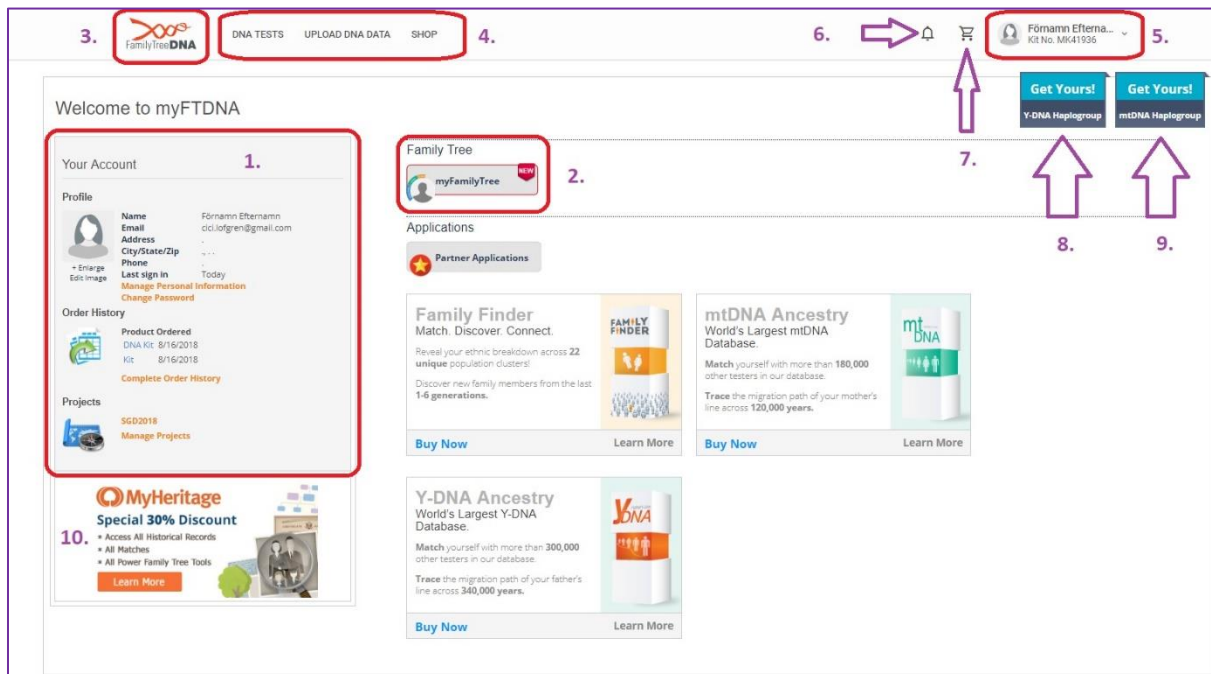 3.
FamilyTreeDNA
DNA TESTS UPLOAD DNA DATA SHOP
4.
6.
Förnamn Efterna...
Kit No. MK41936
5.
7.
Get Yours!
Y-DNA Haplogroup
8.
Get Yours!
mtDNA Haplogroup
9.
Welcome to myFTDNA
Your Account
1.
Profile
+ Enlarge
Edit Image
Name Förnamn Efternamn
Email cici.lofgren@gmail.com
Address .
City/State/Zip ., . .
Phone .
Last sign in Today
Manage Personal Information
Change Password
Order History
Product Ordered
DNA Kit 8/16/2018
Kit 8/16/2018
Complete Order History
Projects
SGD2018
Manage Projects
10.
MyHeritage
Special 30% Discount
• Access All Historical Records
• All Matches
• All Power Family Tree Tools
Learn More
Family Tree
myFamilyTree
NEW
2.
Applications
Partner Applications
Family Finder
Match. Discover. Connect.
Reveal your ethnic breakdown across 22
unique population clusters!
Discover new family members from the last
1-6 generations.
FAMILY
FINDER
Buy Now Learn More
mtDNA Ancestry
World's Largest mtDNA
Database.
Match yourself with more than 180,000
other testers in our database.
Trace the migration path of your mother's
line across 120,000 years.
mt
DNA
Buy Now Learn More
Y-DNA Ancestry
World's Largest Y-DNA
Database.
Match yourself with more than 300,000
other testers in our database.
Trace the migration path of your father's
line across 340,000 years.
YDNA
Buy Now Learn More